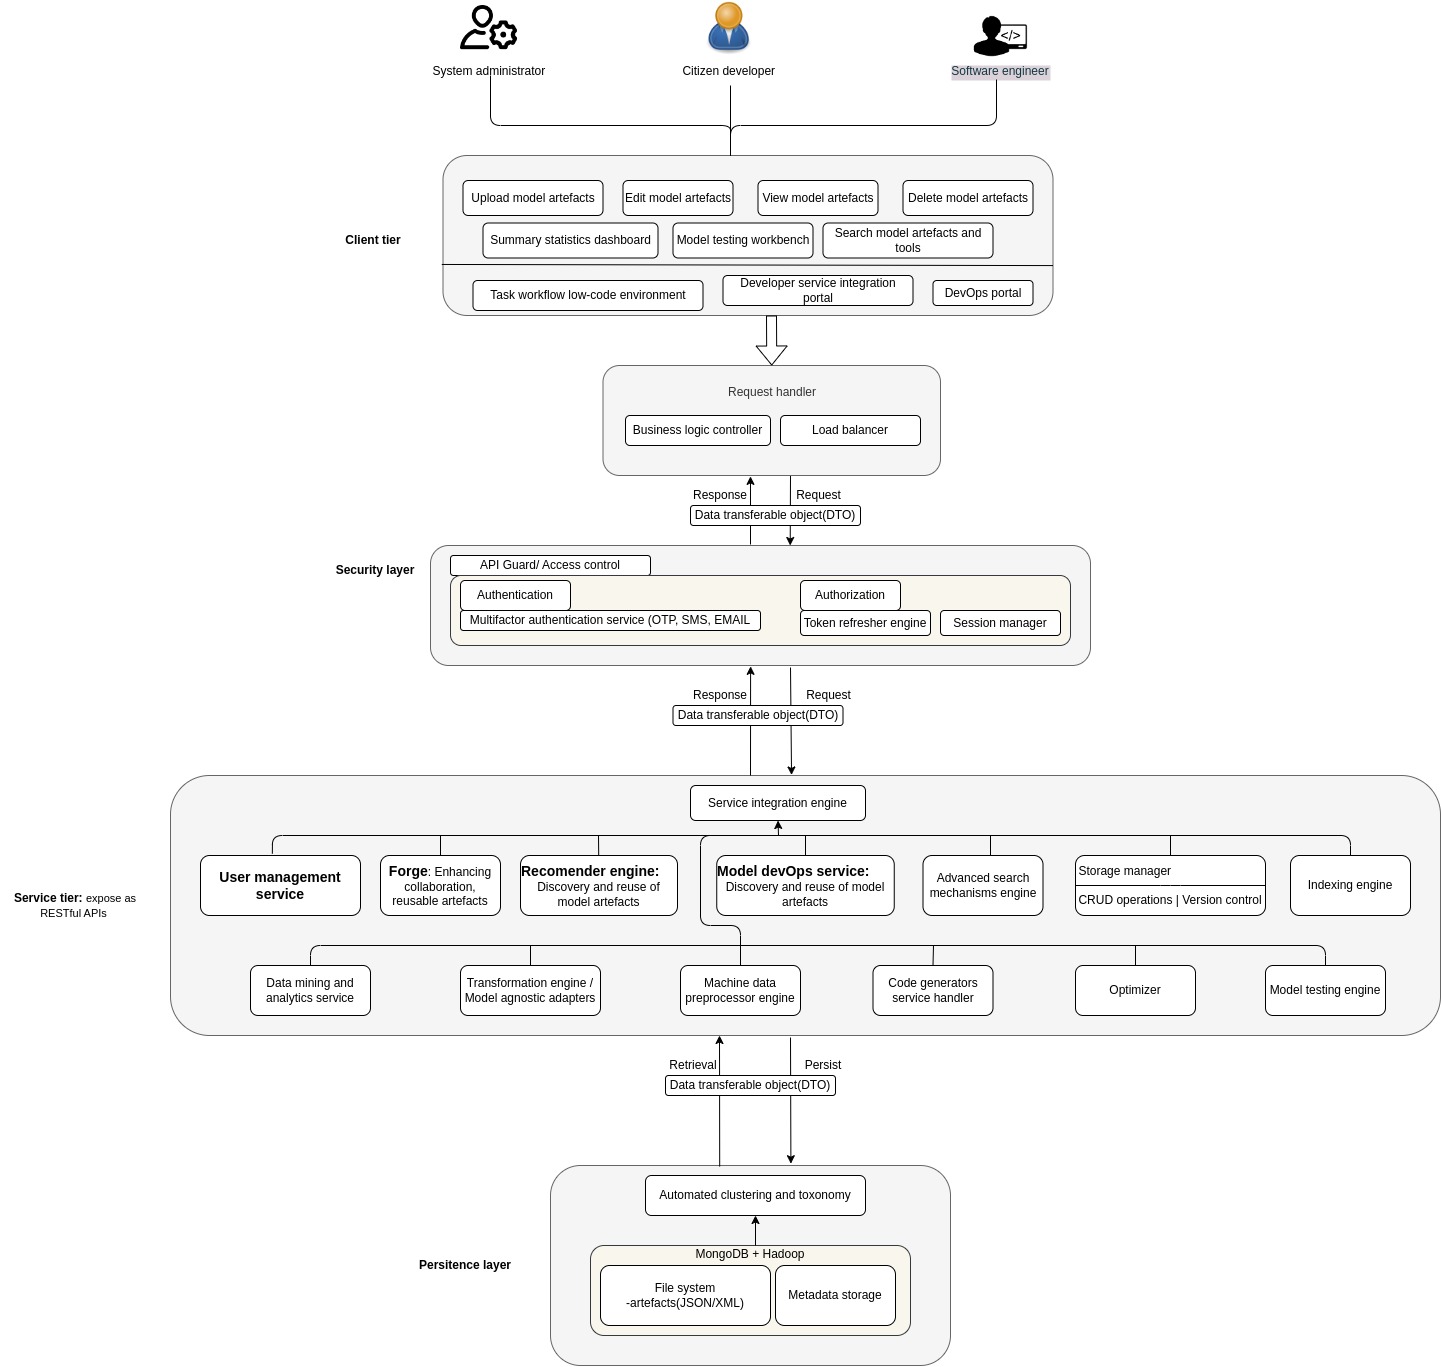 System administrator
Citizen developer
Software engineer
</>
Client tier
Upload model artefacts
Edit model artefacts
View model artefacts
Delete model artefacts
Summary statistics dashboard
Model testing workbench
Search model artefacts and
tools
Task workflow low-code environment
Developer service integration
portal
DevOps portal
Request handler
Business logic controller
Load balancer
Response
Request
Data transferable object(DTO)
Security layer
API Guard/ Access control
Authentication
Multifactor authentication service (OTP, SMS, EMAIL
Authorization
Token refresher engine
Session manager
Response
Request
Data transferable object(DTO)
Service tier: expose as
RESTful APIs
Service integration engine
User management
service
Forge: Enhancing
collaboration,
reusable artefacts
Recomender engine:
Discovery and reuse of
model artefacts
Model devOps service:
Discovery and reuse of model
artefacts
Advanced search
mechanisms engine
Storage manager
CRUD operations | Version control
Indexing engine
Data mining and
analytics service
Transformation engine /
Model agnostic adapters
Machine data
preprocessor engine
Code generators
service handler
Optimizer
Model testing engine
Retrieval
Persist
Data transferable object(DTO)
Persitence layer
Automated clustering and toxonomy
MongoDB + Hadoop
File system
-artefacts(JSON/XML)
Metadata storage